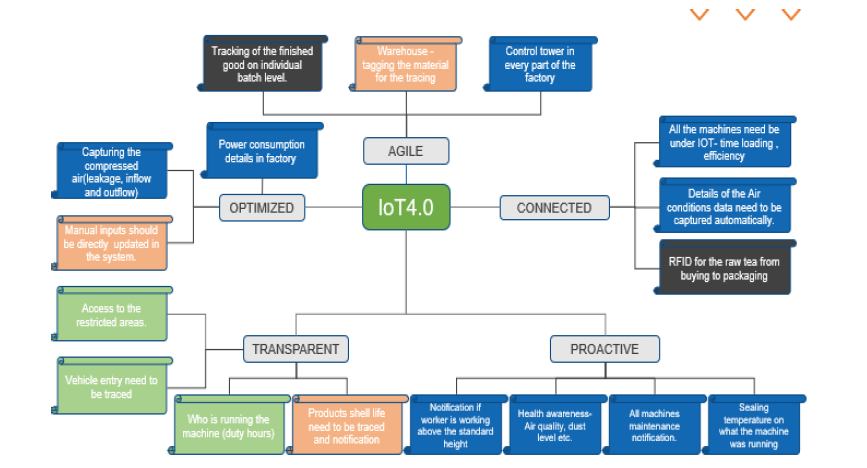 Tracking of the finished
good on individual
batch level.
Warehouse -
tagging the material
for the tracing
Control tower in
every part of the
factory
AGILE
Capturing the
compressed
air(leakage, inflow
and outflow)
Power consumption
details in factory
Manual inputs should
be directly updated in
the system.
OPTIMIZED
IoT4.0
CONNECTED
All the machines need be
under IOT- time loading ,
efficiency
Details of the Air
conditions data need to be
captured automatically.
RFID for the raw tea from
buying to packaging
Access to the
restricted areas.
Vehicle entry need to
be traced
TRANSPARENT
Who is running the
machine (duty hours)
Products shell life
need to be traced
and notification
PROACTIVE
Notification if
worker is working
above the standard
height
Health awareness-
Air quality, dust
level etc.
All machines
maintenance
notification.
Sealing
temperature on
what the machine
was running